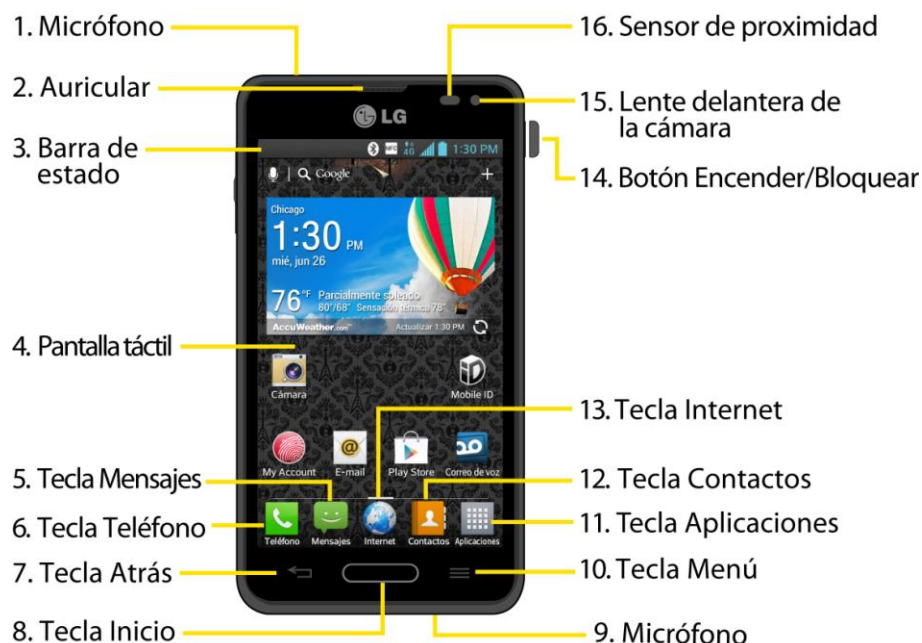 1. Micrófono
2. Auricular
3. Barra de
estado
4. Pantalla táctil
5. Tecla Mensajes
6. Tecla Teléfono
7. Tecla Atrás
8. Tecla Inicio
LG
4G 1:30 PM
Google
Chicago
1:30 PM
mié, jun 26
76°F Parcialmente soleado
80°/68° Sensación térmica 78°
AccuWeather.com Actualizar 1:30 PM
Cámara
Mobile ID
My Account E-mail Play Store Correo de voz
Teléfono Mensajes Internet Contactos Aplicaciones
16. Sensor de proximidad
15. Lente delantera de
la cámara
14. Botón Encender/Bloquear
13. Tecla Internet
12. Tecla Contactos
11. Tecla Aplicaciones
10. Tecla Menú
9. Micrófono